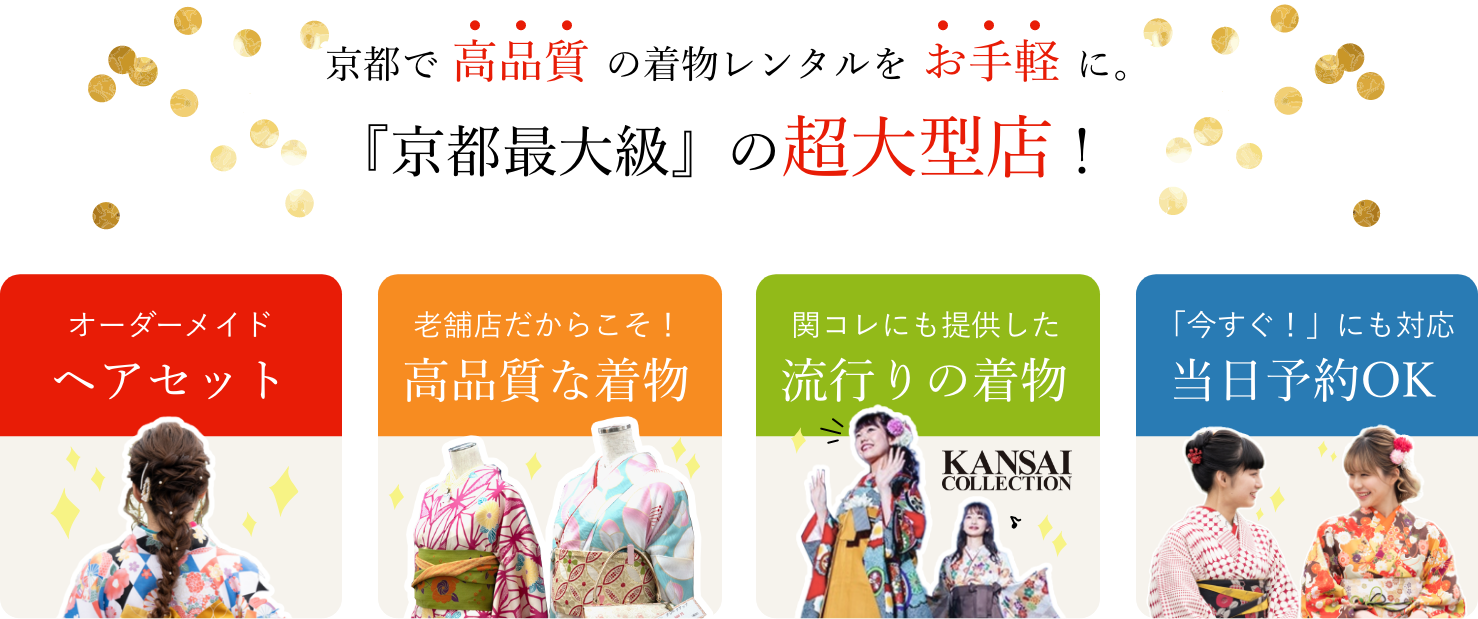 京都で 高品質 の着物レンタルを お手軽 に。
『京都最大級』の超大型店！
オーダーメイド
ヘアセット
老舗店だからこそ！
高品質な着物
関コレにも提供した
流行りの着物
KANSAI
COLLECTION
「今すぐ！」にも対応
当日予約OK